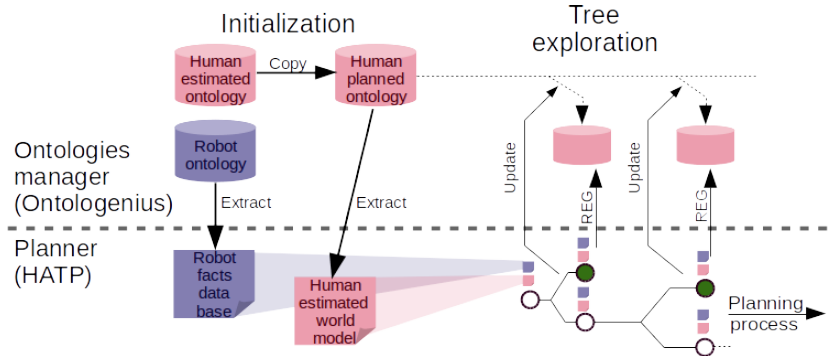 Initialization
Tree
exploration
Human
estimated
ontology
Copy
Human
planned
ontology
Robot
ontology
Ontologies
manager
(Ontologenius)
Extract
Extract
Update
REG
Update
REG
Planner
(HATP)
Robot
facts
data
base
Human
estimated
world
model
Planning
process